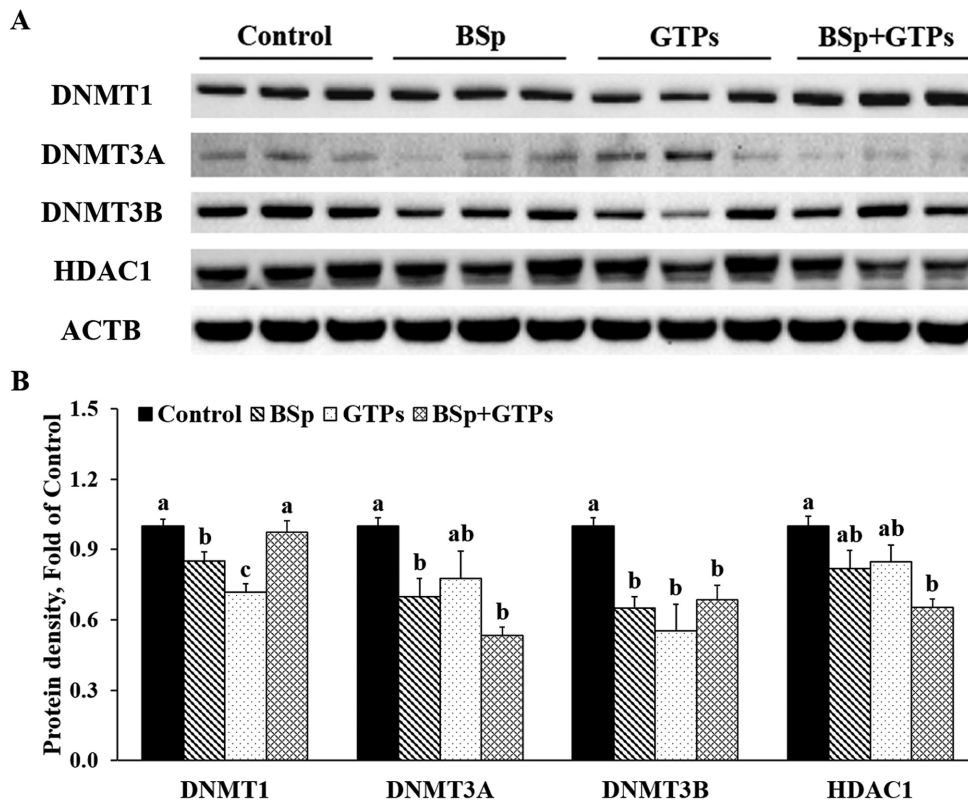 A
Control BSp GTPs BSp+GTPs
DNMT1
DNMT3A
DNMT3B
HDAC1
ACTB
B
Protein density, Fold of Control
1.5
1.2
0.9
0.6
0.3
0.0
Control BSp GTPs BSp+GTPs
a b c a
a b ab b
a b b b
a ab ab b
DNMT1 DNMT3A DNMT3B HDAC1